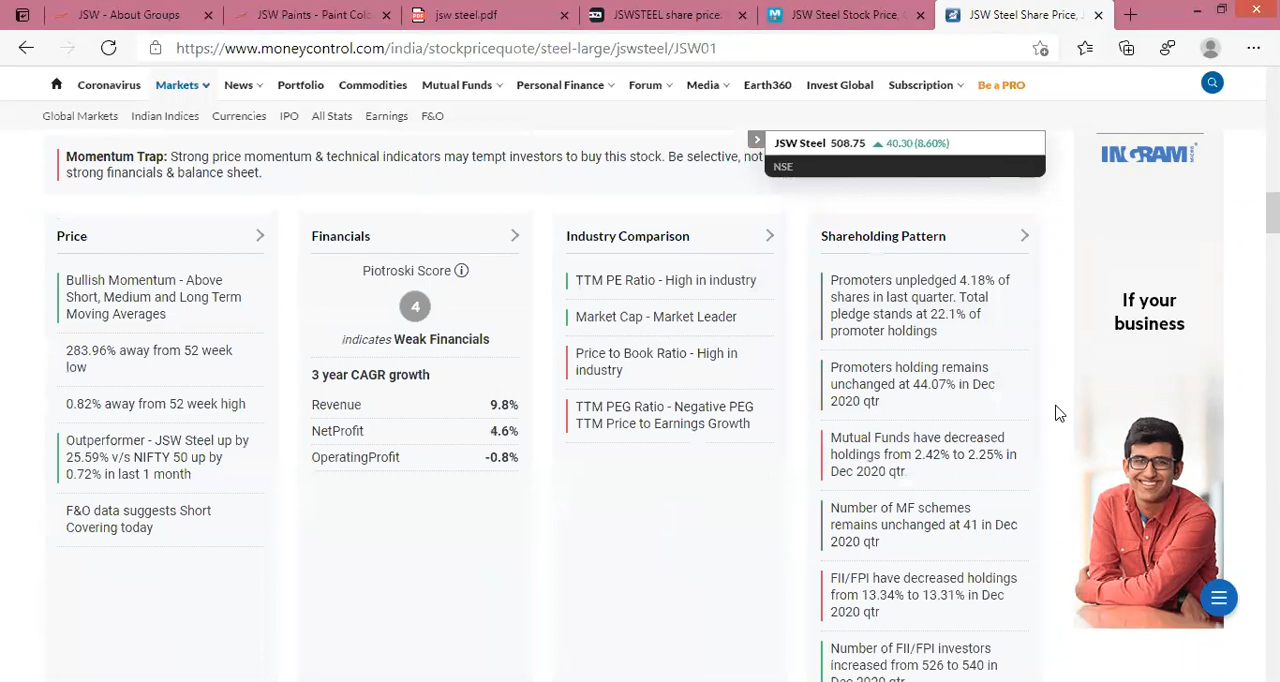 JSW - About Groups
JSW Paints - Paint Col
jsw steel.pdf
JSWSTEEL share price:
JSW Steel Stock Price, C
JSW Steel Share Price, J
https://www.moneycontrol.com/india/stockpricequote/steel-large/jswsteel/JSW01
Coronavirus Markets News Portfolio Commodities Mutual Funds Personal Finance Forum Media Earth360 Invest Global Subscription Be a PRO
Global Markets Indian Indices Currencies IPO All Stats Earnings F&O
Momentum Trap: Strong price momentum & technical indicators may tempt investors to buy this stock. Be selective, not
strong financials & balance sheet.
JSW Steel 508.75 40.30 (8.60%)
NSE
INGRAM
MICRO
Price
Bullish Momentum - Above
Short, Medium and Long Term
Moving Averages
283.96% away from 52 week
low
0.82% away from 52 week high
Outperformer - JSW Steel up by
25.59% v/s NIFTY 50 up by
0.72% in last 1 month
F&O data suggests Short
Covering today
Financials
Piotroski Score
4
indicates Weak Financials
3 year CAGR growth
Revenue 9.8%
NetProfit 4.6%
OperatingProfit -0.8%
Industry Comparison
TTM PE Ratio - High in industry
Market Cap - Market Leader
Price to Book Ratio - High in
industry
TTM PEG Ratio - Negative PEG
TTM Price to Earnings Growth
Shareholding Pattern
Promoters unpledged 4.18% of
shares in last quarter. Total
pledge stands at 22.1% of
promoter holdings
Promoters holding remains
unchanged at 44.07% in Dec
2020 qtr
Mutual Funds have decreased
holdings from 2.42% to 2.25% in
Dec 2020 qtr
Number of MF schemes
remains unchanged at 41 in Dec
2020 qtr
FII/FPI have decreased holdings
from 13.34% to 13.31% in Dec
2020 qtr
Number of FII/FPI investors
increased from 526 to 540 in
Dec 2020 qtr
If your
business